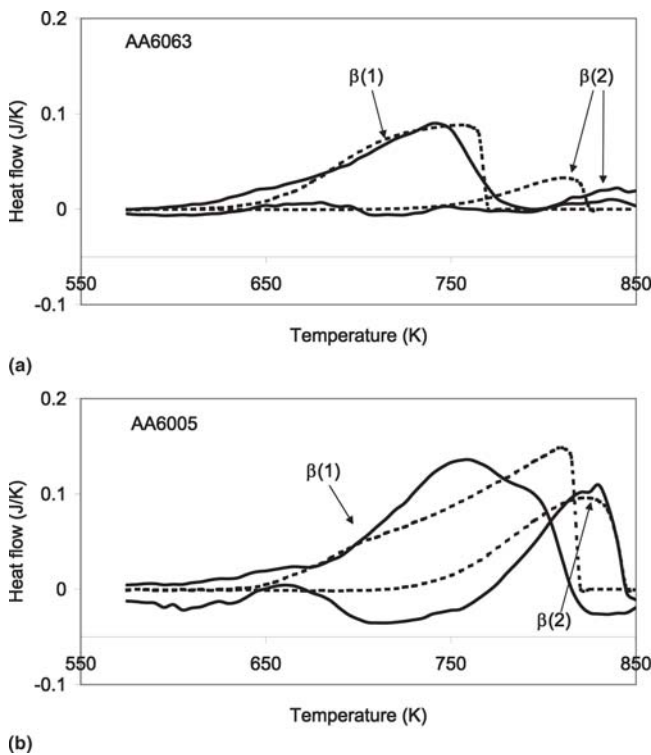 0.2
AA6063
β(1)
β(2)
0.1
Heat flow (J/K)
0
550
650
750
850
-0.1
Temperature (K)
(a)
0.2
AA6005
β(1)
0.1
Heat flow (J/K)
0
β(2)
550
650
750
850
-0.1
Temperature (K)
(b)